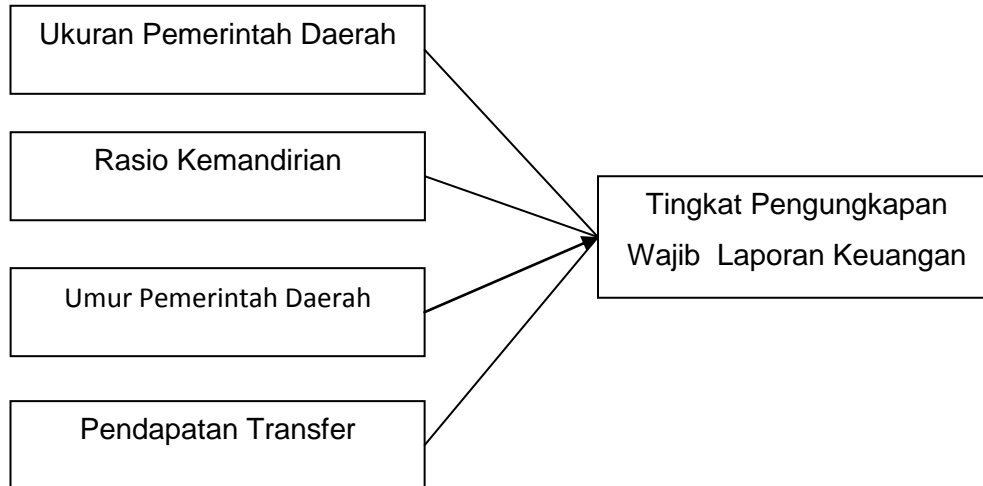 Ukuran Pemerintah Daerah
Rasio Kemandirian
Umur Pemerintah Daerah
Pendapatan Transfer
Tingkat Pengungkapan
Wajib Laporan Keuangan